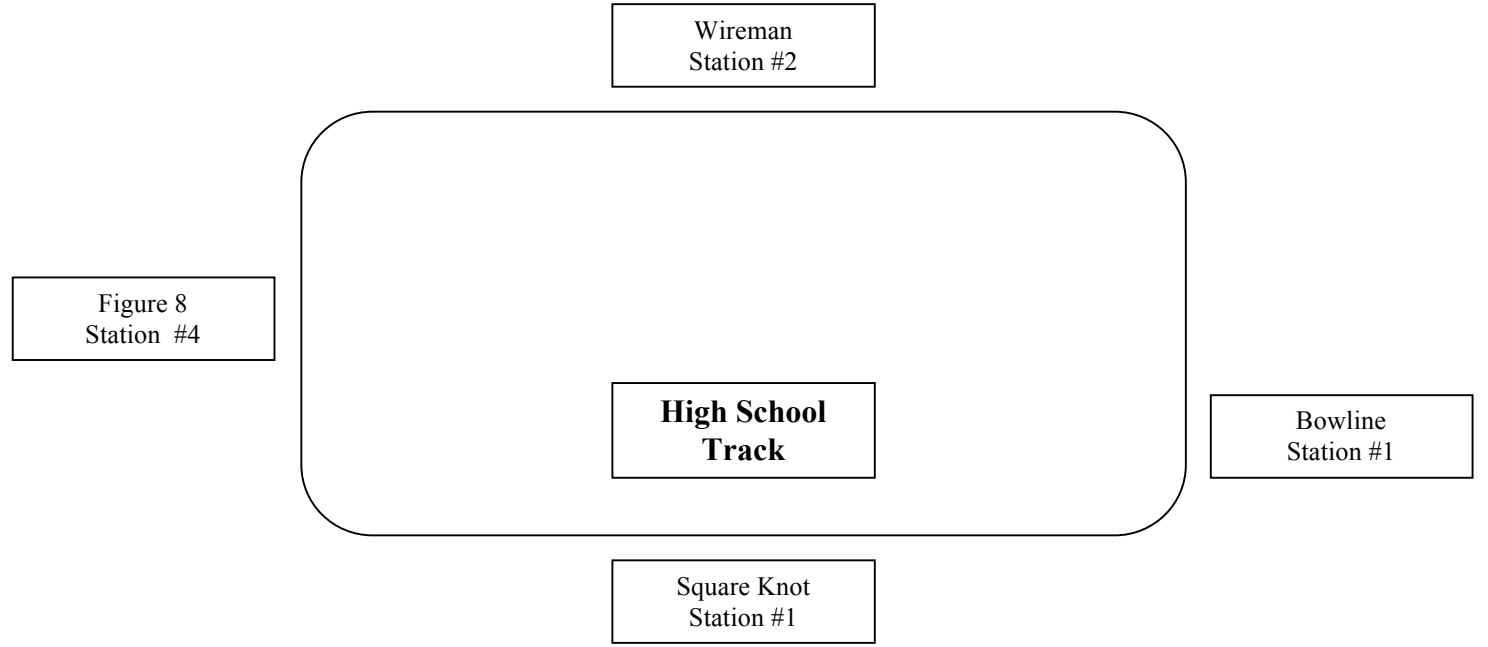 Wireman
Station #2
Figure 8
Station #4
High School
Track
Bowline
Station #1
Square Knot
Station #1